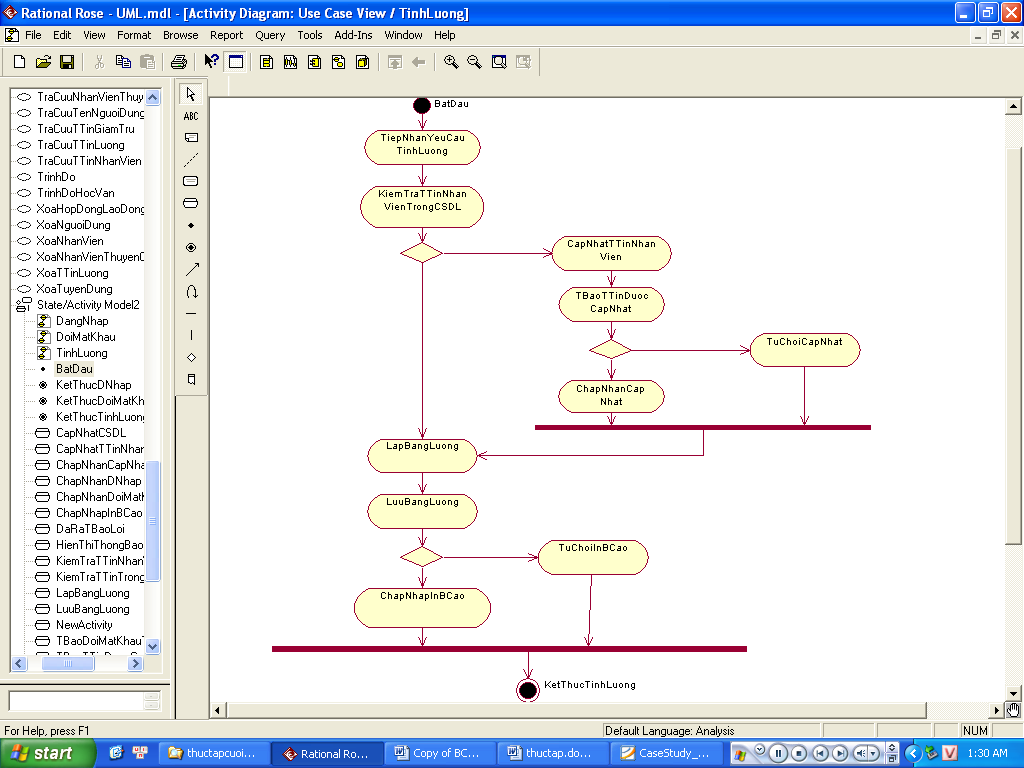 Rational Rose - UML.mdl - [Activity Diagram: Use Case View / TinhLuong]
File Edit View Format Browse Report Query Tools Add-Ins Window Help
TraCuuNhanVienThuy
TraCuuTenNguoiDung
TraCuuTTinGiamTru
TraCuuTTinLuong
TraCuuTTinNhanVien
TrinhDo
TrinhDoHocVan
XoaHopDongLaoDong
XoaNguoiDung
XoaNhanVien
XoaNhanVienThuyenC
XoaTTinLuong
XoaTuyenDung
State/Activity Model2
DangNhap
DoiMatKhau
TinhLuong
BatDau
KetThucDNhap
KetThucDoiMatKh
KetThucTinhLuong
CapNhatCSDL
CapNhatTTinNhan
ChapNhanCapNha
ChapNhanDNhap
ChapNhanDoiMatK
ChapNhapInBCao
DaRaTBaoLoi
HienThiThongBao
KiemTraTTinNhan
KiemTraTTinTrong
LapBangLuong
LuuBangLuong
NewActivity
TBaoDoiMatKhau
ABC
BatDau
TiepNhanYeuCau
TinhLuong
KiemTraTTinNhan
VienTrongCSDL
CapNhatTTinNhan
Vien
TBaoTTinDuoc
CapNhat
TuChoiCapNhat
ChapNhanCap
Nhat
LapBangLuong
LuuBangLuong
TuChoiInBCao
ChapNhapInBCao
KetThucTinhLuong
For Help, press F1
Default Language: Analysis
NUM
start
thuctapcuoi...
Rational Ro...
Copy of BC...
thuctap.do...
CaseStudy_...
1:30 AM